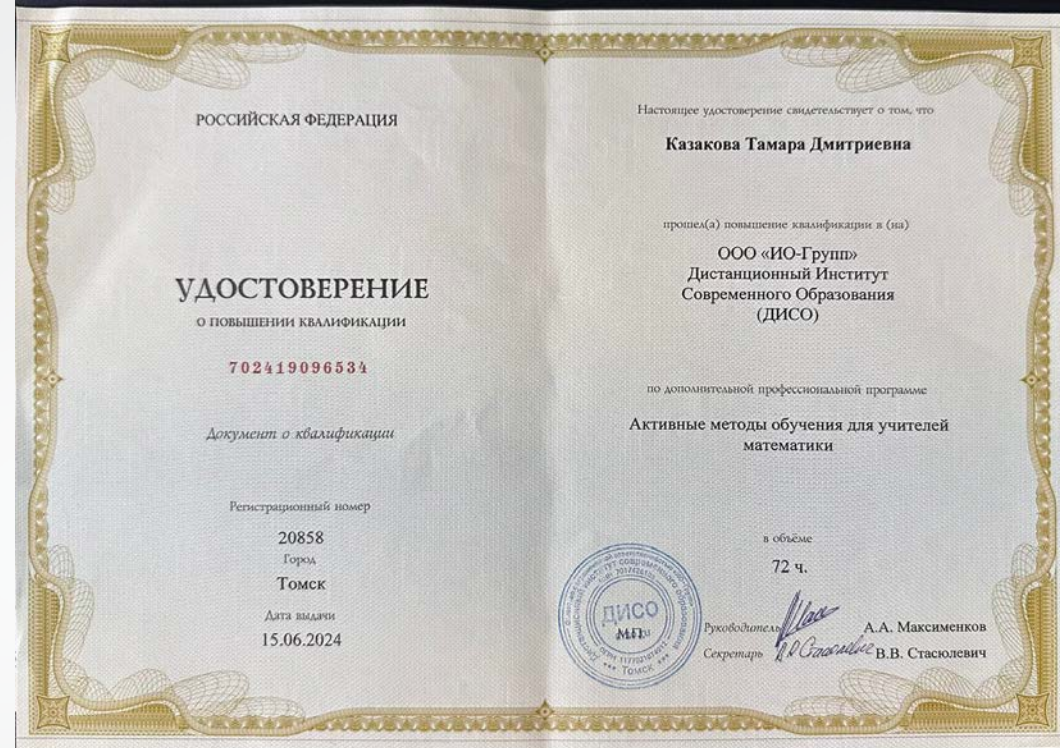 РОССИЙСКАЯ ФЕДЕРАЦИЯ
УДОСТОВЕРЕНИЕ
О ПОВЫШЕНИИ КВАЛИФИКАЦИИ
702419096534
Документ о квалификации
Регистрационный номер
20858
Город
Томск
Дата выдачи
15.06.2024
Настоящее удостоверение свидетельствует о том, что
Казакова Тамара Дмитриевна
прошел(а) повышение квалификации в (на)
ООО «ИО-Групп»
Дистанционный Институт
Современного Образования
(ДИСО)
по дополнительной профессиональной программе
Активные методы обучения для учителей
математики
в объёме
72 ч.
ДИСО
М.П.
ТОМСК
Руководитель А.А. Максименков
Секретарь В.В. Стасюлевич